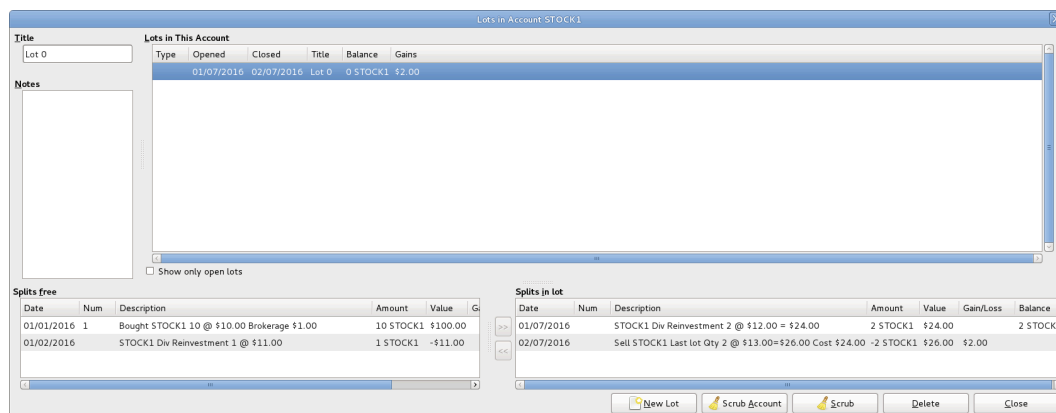 Lots in Account STOCK1
Title
Lot 0
Notes
Lots in This Account
Type Opened Closed Title Balance Gains
01/07/2016 02/07/2016 Lot 0 0 STOCK1 $2.00
Show only open lots
Splits free
Date Num Description Amount Value
01/01/2016 1 Bought STOCK1 10 @ $10.00 Brokerage $1.00 10 STOCK1 $100.00
01/02/2016 STOCK1 Div Reinvestment 1 @ $11.00 1 STOCK1 -$11.00
>>
<<
Splits in lot
Date Num Description Amount Value Gain/Loss Balance
01/07/2016 STOCK1 Div Reinvestment 2 @ $12.00 = $24.00 2 STOCK1 $24.00 2 STOCK
02/07/2016 Sell STOCK1 Last lot Qty 2 @ $13.00=$26.00 Cost $24.00 -2 STOCK1 $26.00 $2.00
New Lot Scrub Account Scrub Delete Close